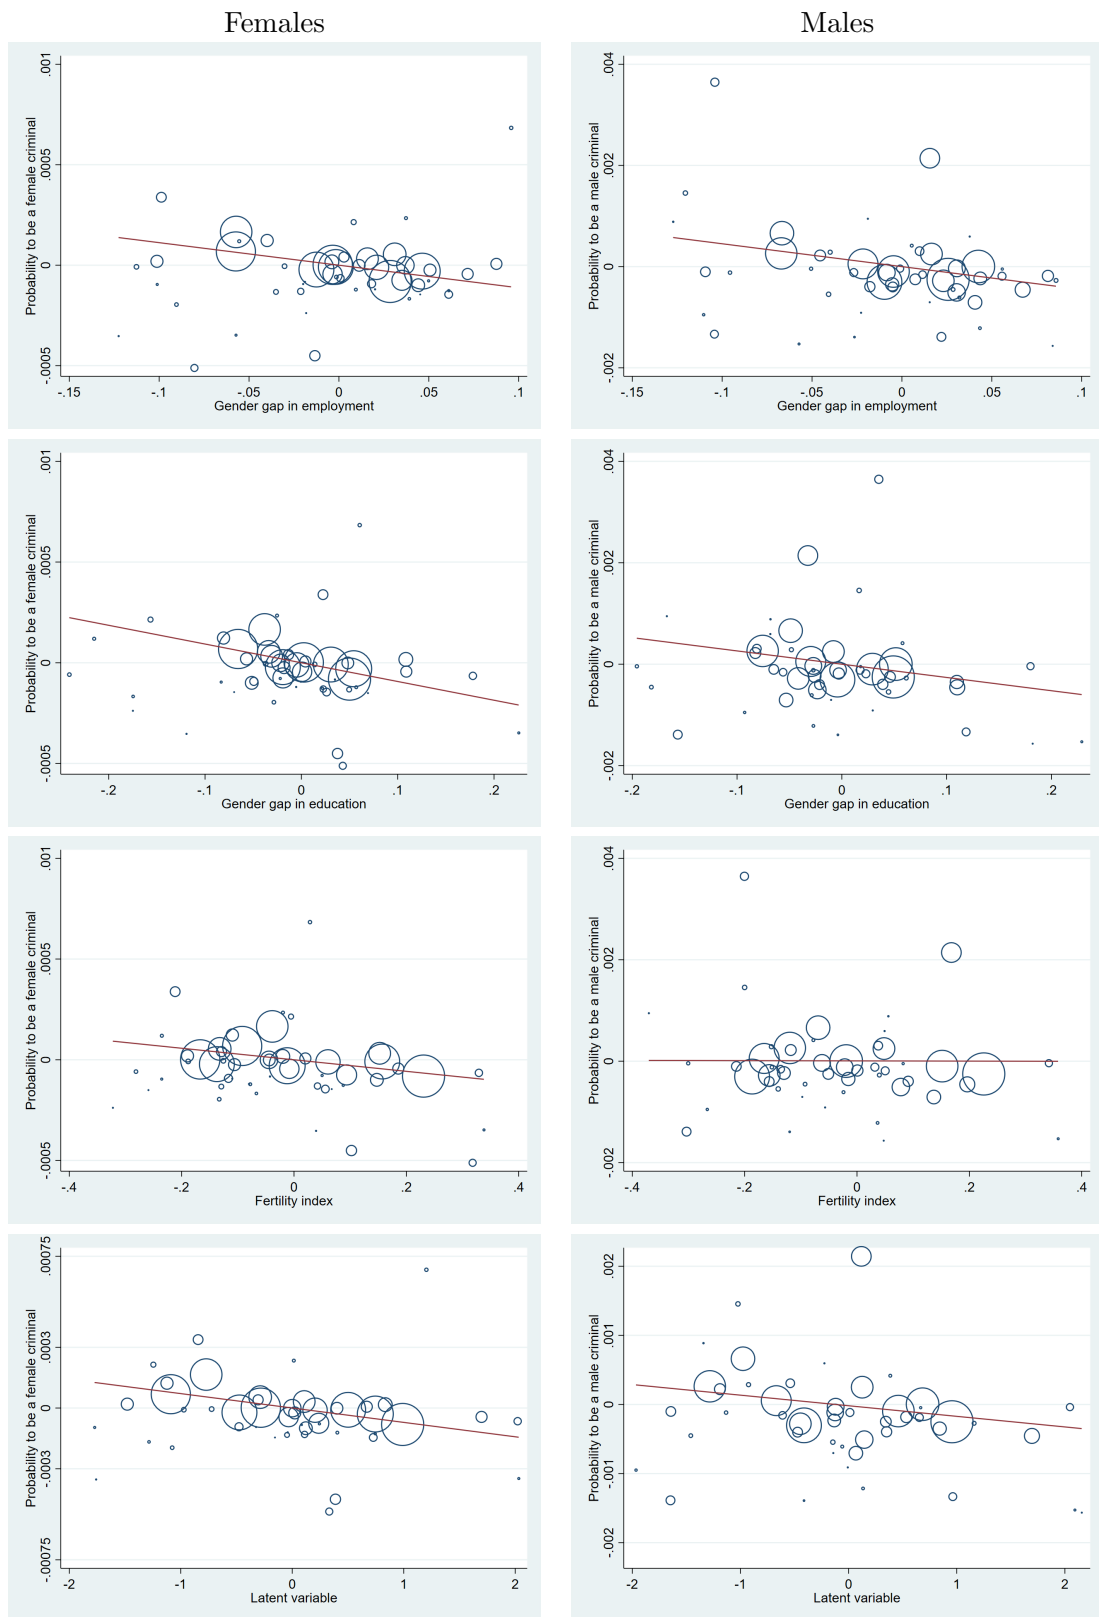 Females
Males
Probability to be a female criminal
.001
.0005
0
-.0005
-.15 -.1 -.05 0 .05 .1
Gender gap in employment
Probability to be a male criminal
.004
.002
0
-.002
-.15 -.1 -.05 0 .05 .1
Gender gap in employment
Probability to be a female criminal
.001
.0005
0
-.0005
-.2 -.1 0 .1 .2
Gender gap in education
Probability to be a male criminal
.004
.002
0
-.002
-.2 -.1 0 .1 .2
Gender gap in education
Probability to be a female criminal
.001
.0005
0
-.0005
-.4 -.2 0 .2 .4
Fertility index
Probability to be a male criminal
.004
.002
0
-.002
-.4 -.2 0 .2 .4
Fertility index
Probability to be a female criminal
.00075
.0003
0
-.0003
-.00075
-2 -1 0 1 2
Latent variable
Probability to be a male criminal
.002
.001
0
-.001
-.002
-2 -1 0 1 2
Latent variable